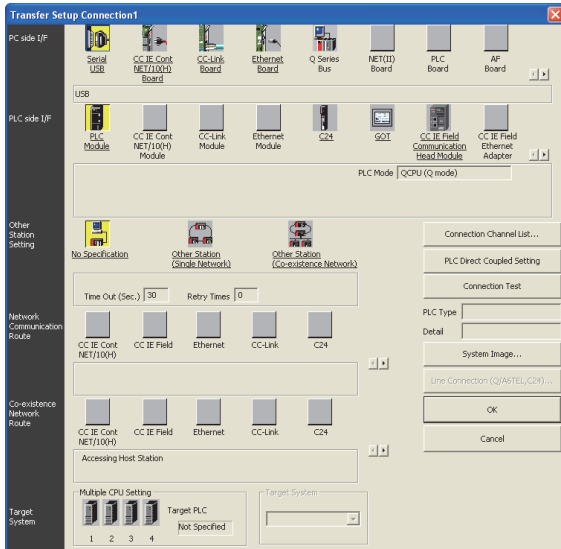 Transfer Setup Connection1
PC side I/F
Serial
USB
CC IE Cont
NET/10(H)
Board
CC-Link
Board
Ethernet
Board
Q Series
Bus
NET(II)
Board
PLC
Board
AF
Board
USB
PLC side I/F
PLC
Module
CC IE Cont
NET/10(H)
Module
CC-Link
Module
Ethernet
Module
C24
GOT
CC IE Field
Communication
Head Module
CC IE Field
Ethernet
Adapter
PLC Mode QCPU (Q mode)
Other
Station
Setting
No Specification
Other Station
(Single Network)
Other Station
(Co-existence Network)
Time Out (Sec.) 30 Retry Times 0
Connection Channel List...
PLC Direct Coupled Setting
Connection Test
PLC Type
Detail
System Image...
Line Connection (Q/A6TEL,C24)...
OK
Cancel
Network
Communication
Route
CC IE Cont
NET/10(H)
CC IE Field
Ethernet
CC-Link
C24
Co-existence
Network
Route
CC IE Cont
NET/10(H)
CC IE Field
Ethernet
CC-Link
C24
Accessing Host Station
Target
System
Multiple CPU Setting
1 2 3 4
Target PLC
Not Specified
Target System